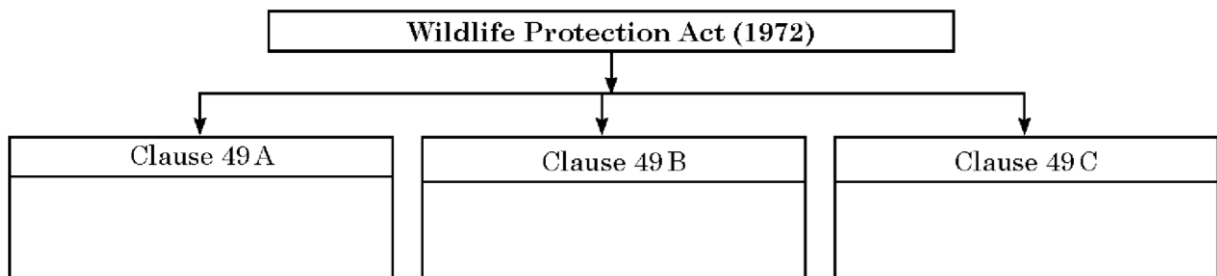 Wildlife Protection Act (1972)
Clause 49 A
Clause 49 B
Clause 49 C